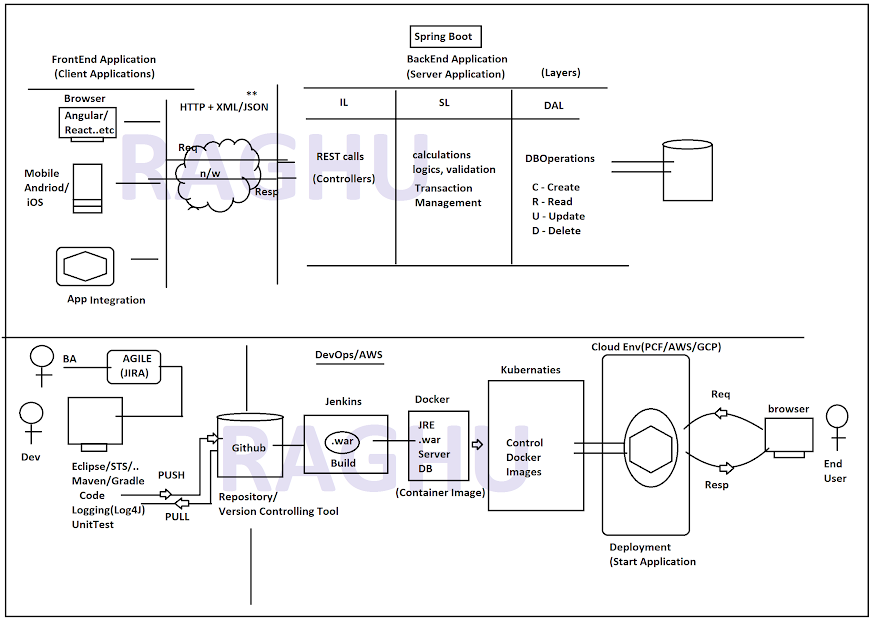 Spring Boot
FrontEnd Application
(Client Applications)
BackEnd Application
(Server Application)
(Layers)
Browser
Angular/
React..etc
**
HTTP + XML/JSON
IL
SL
DAL
RAGHU
Req
n/w
Resp
Mobile
Andriod/
iOS
REST calls
(Controllers)
calculations
logics, validation
Transaction
Management
DBOperations
C - Create
R - Read
U - Update
D - Delete
App Integration
BA
AGILE
(JIRA)
DevOps/AWS
Cloud Env(PCF/AWS/GCP)
Dev
Eclipse/STS/..
Maven/Gradle
Code
Logging(Log4J)
UnitTest
PUSH
PULL
Github
Repository/
Version Controlling Tool
Jenkins
.war
Build
Docker
JRE
.war
Server
DB
(Container Image)
Kubernaties
Control
Docker
Images
RAGHU
Deployment
(Start Application
Req
Resp
browser
End
User